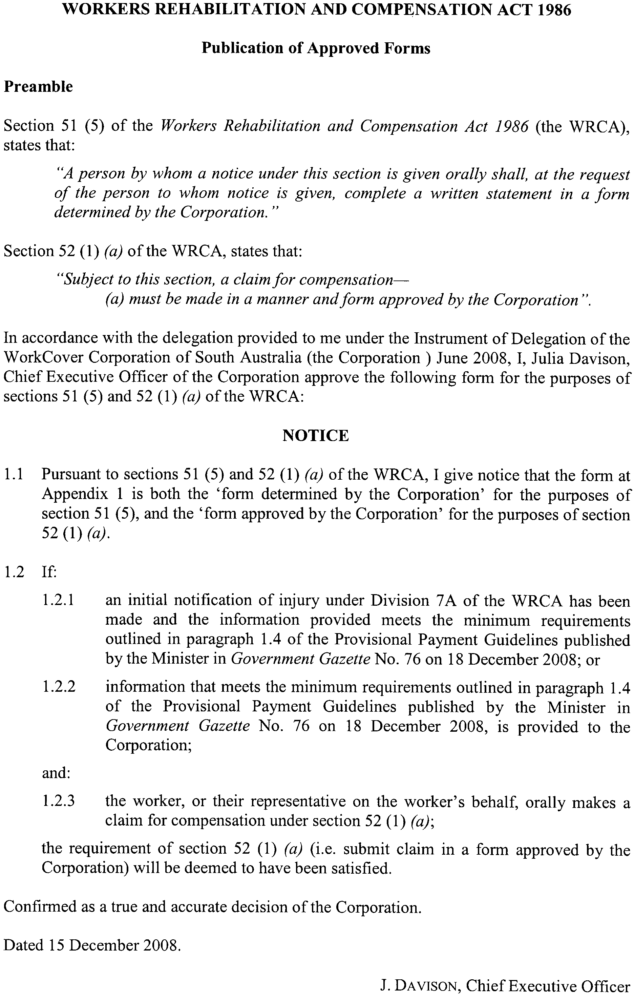 WORKERS REHABILITATION AND COMPENSATION ACT 1986
Publication of Approved Forms
Preamble
Section 51 (5) of the Workers Rehabilitation and Compensation Act 1986 (the WRCA),
states that:
“A person by whom a notice under this section is given orally shall, at the request
of the person to whom notice is given, complete a written statement in a form
determined by the Corporation.”
Section 52 (1) (a) of the WRCA, states that:
“Subject to this section, a claim for compensation—
(a) must be made in a manner and form approved by the Corporation”.
In accordance with the delegation provided to me under the Instrument of Delegation of the
WorkCover Corporation of South Australia (the Corporation ) June 2008, I, Julia Davison,
Chief Executive Officer of the Corporation approve the following form for the purposes of
sections 51 (5) and 52 (1) (a) of the WRCA:
NOTICE
1.1 Pursuant to sections 51 (5) and 52 (1) (a) of the WRCA, I give notice that the form at
Appendix 1 is both the ‘form determined by the Corporation’ for the purposes of
section 51 (5), and the ‘form approved by the Corporation’ for the purposes of section
52 (1) (a).
1.2 If:
1.2.1 an initial notification of injury under Division 7A of the WRCA has been
made and the information provided meets the minimum requirements
outlined in paragraph 1.4 of the Provisional Payment Guidelines published
by the Minister in Government Gazette No. 76 on 18 December 2008; or
1.2.2 information that meets the minimum requirements outlined in paragraph 1.4
of the Provisional Payment Guidelines published by the Minister in
Government Gazette No. 76 on 18 December 2008, is provided to the
Corporation;
and:
1.2.3 the worker, or their representative on the worker’s behalf, orally makes a
claim for compensation under section 52 (1) (a);
the requirement of section 52 (1) (a) (i.e. submit claim in a form approved by the
Corporation) will be deemed to have been satisfied.
Confirmed as a true and accurate decision of the Corporation.
Dated 15 December 2008.
J. DAVISON, Chief Executive Officer